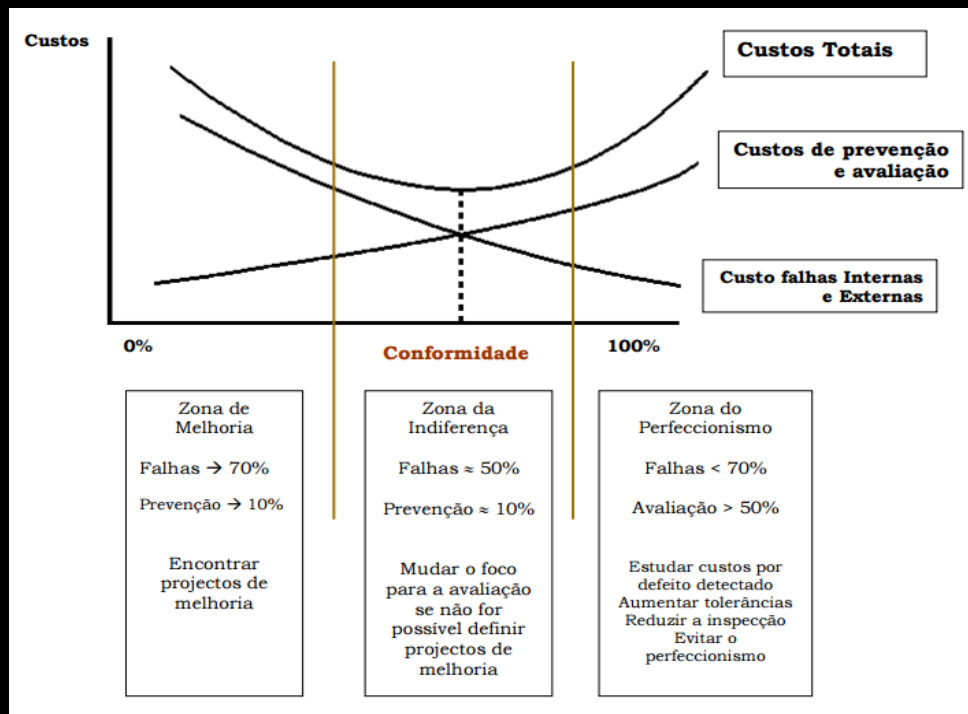 Custos
Custos Totais
Custos de prevenção
e avaliação
Custo falhas Internas
e Externas
0%
Conformidade
100%
Zona de
Melhoria
Falhas → 70%
Prevenção → 10%
Encontrar
projectos de
melhoria
Zona da
Indiferença
Falhas ≈ 50%
Prevenção ≈ 10%
Mudar o foco
para a avaliação
se não for
possível definir
projectos de
melhoria
Zona do
Perfeccionismo
Falhas < 70%
Avaliação > 50%
Estudar custos por
defeito detectado
Aumentar tolerâncias
Reduzir a inspecção
Evitar o
perfeccionismo